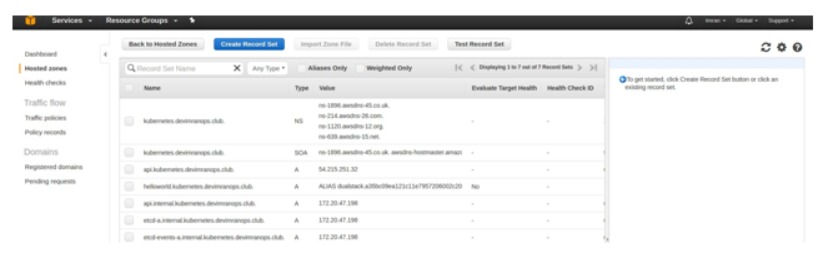 Services
Resource Groups
Imran
Global
Support
Dashboard
Hosted zones
Health checks
Traffic flow
Traffic policies
Policy records
Domains
Registered domains
Pending requests
Back to Hosted Zones
Create Record Set
Import Zone File
Delete Record Set
Test Record Set
Record Set Name
Any Type
Aliases Only
Weighted Only
Displaying 1 to 7 out of 7 Record Sets
Name Type Value Evaluate Target Health Health Check ID
kubernetes.devimranops.club. NS
ns-1896.awsdns-45.co.uk.
ns-214.awsdns-26.com.
ns-1120.awsdns-12.org.
ns-639.awsdns-15.net.
- -
kubernetes.devimranops.club. SOA ns-1896.awsdns-45.co.uk. awsdns-hostmaster.amazc - -
api.kubernetes.devimranops.club. A 54.215.251.32 - -
helloworld.kubernetes.devimranops.club. A ALIAS No -
api.internal.kubernetes.devimranops.club. A 172.20.47.198 - -
etcd-a.internal.kubernetes.devimranops.club. A 172.20.47.198 - -
etcd-events-a.internal.kubernetes.devimranops.club. A 172.20.47.198 - -
To get started, click Create Record Set button or click an
existing record set.